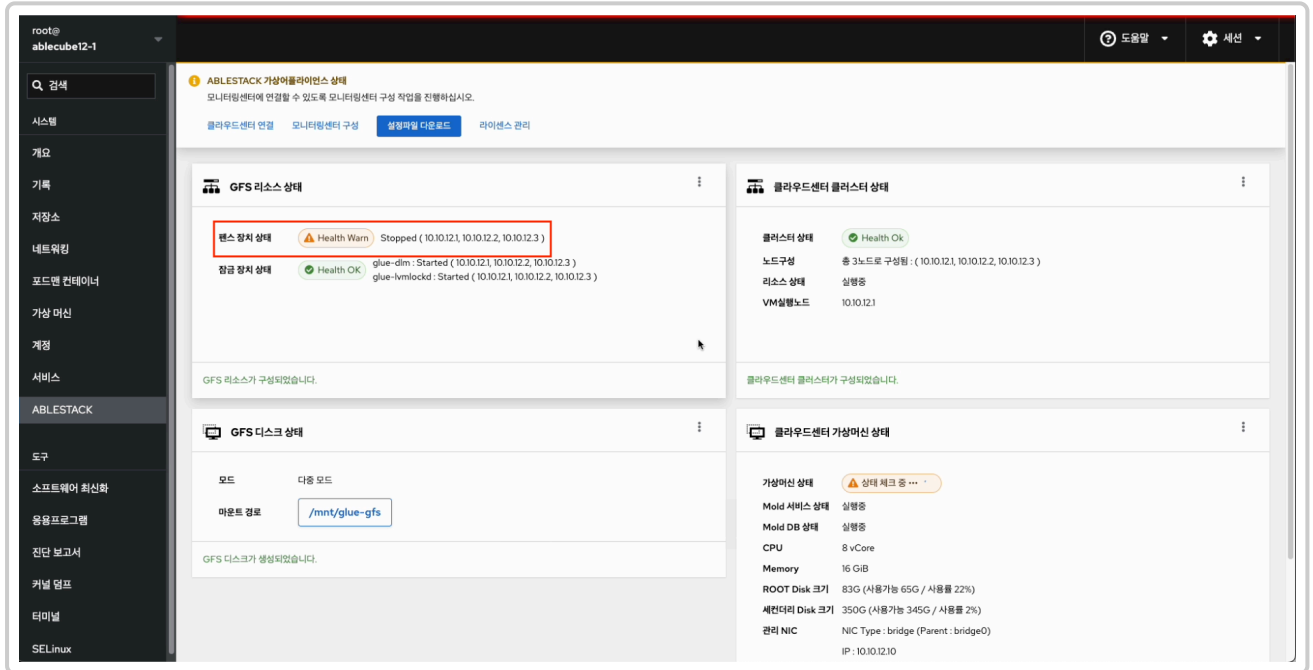 root@
ablecube12-1
도움말
세션
검색
시스템
개요
기록
저장소
네트워킹
포드맨 컨테이너
가상 머신
계정
서비스
ABLESTACK
도구
소프트웨어 최신화
응용프로그램
진단 보고서
커널 덤프
터미널
SELinux
ABLESTACK 가상어플라이언스 상태
모니터링센터에 연결할 수 있도록 모니터링센터 구성 작업을 진행하십시오.
클라우드센터 연결 모니터링센터 구성 설정파일 다운로드 라이센스 관리
GFS 리소스 상태
펜스 장치 상태 Health Warn Stopped ( 10.10.12.1, 10.10.12.2, 10.10.12.3 )
잠금 장치 상태 Health OK glue-dlm : Started ( 10.10.12.1, 10.10.12.2, 10.10.12.3 )
glue-lvmlockd : Started ( 10.10.12.1, 10.10.12.2, 10.10.12.3 )
GFS 리소스가 구성되었습니다.
클라우드센터 클러스터 상태
클러스터 상태 Health Ok
노드구성 총 3노드로 구성됨 : ( 10.10.12.1, 10.10.12.2, 10.10.12.3 )
리소스 상태 실행중
VM실행노드 10.10.12.1
클라우드센터 클러스터가 구성되었습니다.
GFS 디스크 상태
모드 다중 모드
마운트 경로 /mnt/glue-gfs
GFS 디스크가 생성되었습니다.
클라우드센터 가상머신 상태
가상머신 상태 상태 체크 중 •••
Mold 서비스 상태 실행중
Mold DB 상태 실행중
CPU 8 vCore
Memory 16 GiB
ROOT Disk 크기 83G (사용가능 65G / 사용률 22%)
세컨더리 Disk 크기 350G (사용가능 345G / 사용률 2%)
관리 NIC NIC Type : bridge (Parent : bridge0)
IP : 10.10.12.10